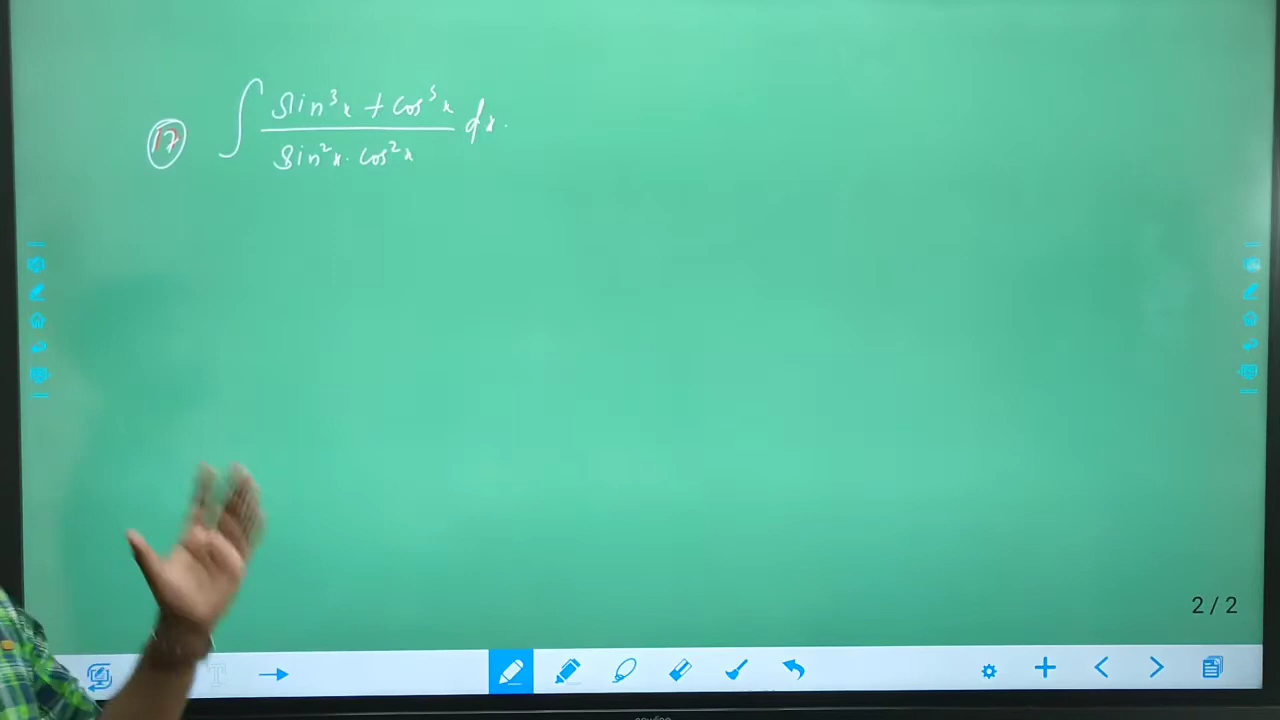 17 ∫ (sin³x + cos³x)/(sin²x · cos²x) dx.
2 / 2